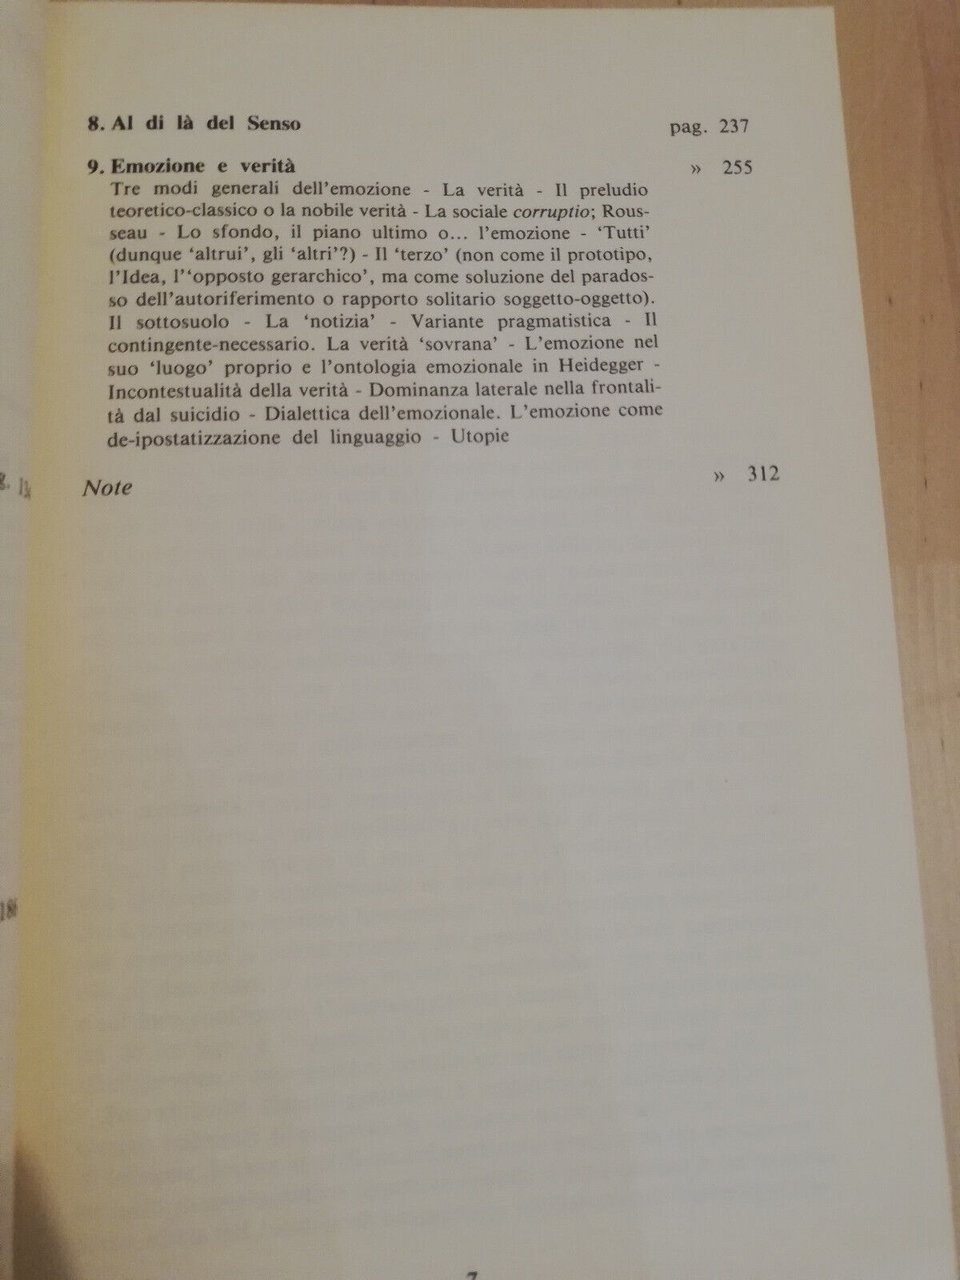 8. Al di là del Senso pag. 237
9. Emozione e verità » 255
Tre modi generali dell'emozione - La verità - Il preludio
teoretico-classico o la nobile verità - La sociale corruptio; Rous-
seau - Lo sfondo, il piano ultimo o... l'emozione - 'Tutti'
(dunque 'altrui', gli 'altri'?) - Il 'terzo' (non come il prototipo,
l'Idea, l''opposto gerarchico', ma come soluzione del parados-
so dell'autoriferimento o rapporto solitario soggetto-oggetto).
Il sottosuolo - La 'notizia' - Variante pragmatistica - Il
contingente-necessario. La verità 'sovrana' - L'emozione nel
suo 'luogo' proprio e l'ontologia emozionale in Heidegger -
Incontestualità della verità - Dominanza laterale nella frontali-
tà dal suicidio - Dialettica dell'emozionale. L'emozione come
de-ipostatizzazione del linguaggio - Utopie
Note » 312
7